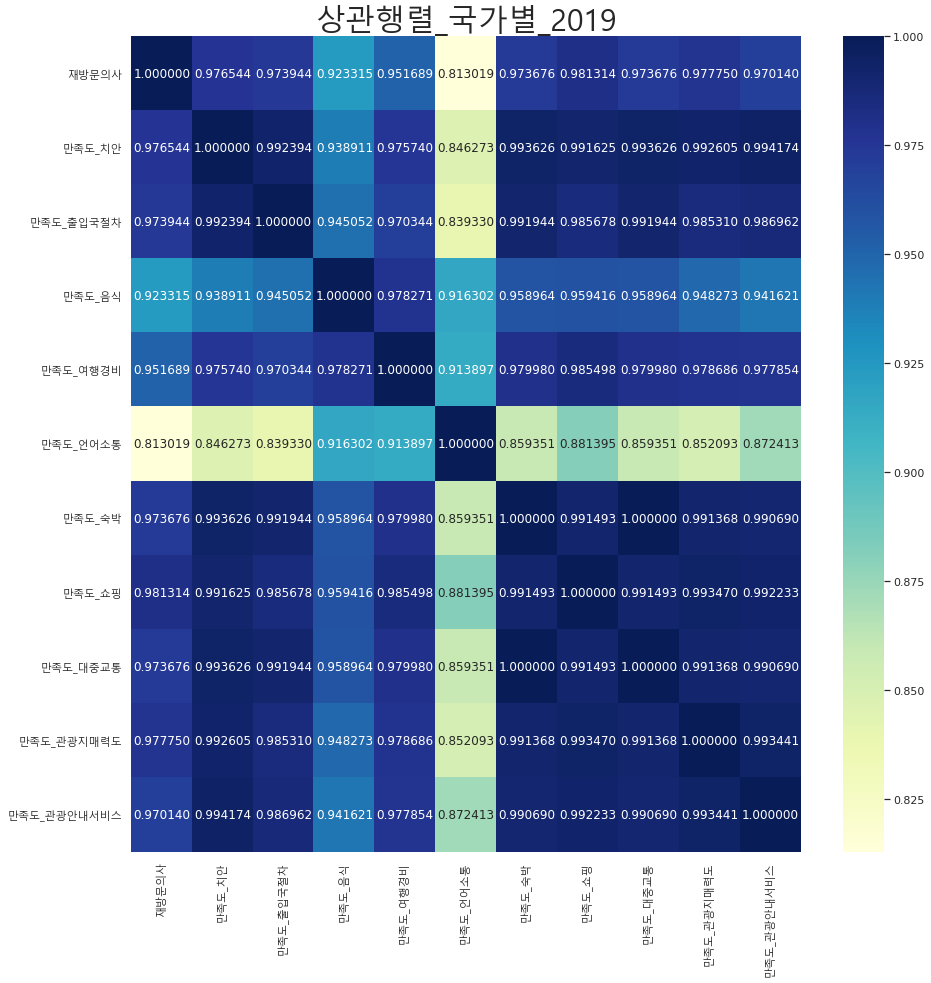 상관행렬_국가별_2019
재방문의사 1.000000 0.976544 0.973944 0.923315 0.951689 0.813019 0.973676 0.981314 0.973676 0.977750 0.970140
만족도_치안 0.976544 1.000000 0.992394 0.938911 0.975740 0.846273 0.993626 0.991625 0.993626 0.992605 0.994174
만족도_출입국절차 0.973944 0.992394 1.000000 0.945052 0.970344 0.839330 0.991944 0.985678 0.991944 0.985310 0.986962
만족도_음식 0.923315 0.938911 0.945052 1.000000 0.978271 0.916302 0.958964 0.959416 0.958964 0.948273 0.941621
만족도_여행경비 0.951689 0.975740 0.970344 0.978271 1.000000 0.913897 0.979980 0.985498 0.979980 0.978686 0.977854
만족도_언어소통 0.813019 0.846273 0.839330 0.916302 0.913897 1.000000 0.859351 0.881395 0.859351 0.852093 0.872413
만족도_숙박 0.973676 0.993626 0.991944 0.958964 0.979980 0.859351 1.000000 0.991493 1.000000 0.991368 0.990690
만족도_쇼핑 0.981314 0.991625 0.985678 0.959416 0.985498 0.881395 0.991493 1.000000 0.991493 0.993470 0.992233
만족도_대중교통 0.973676 0.993626 0.991944 0.958964 0.979980 0.859351 1.000000 0.991493 1.000000 0.991368 0.990690
만족도_관광지매력도 0.977750 0.992605 0.985310 0.948273 0.978686 0.852093 0.991368 0.993470 0.991368 1.000000 0.993441
만족도_관광안내서비스 0.970140 0.994174 0.986962 0.941621 0.977854 0.872413 0.990690 0.992233 0.990690 0.993441 1.000000
재방문의사
만족도_치안
만족도_출입국절차
만족도_음식
만족도_여행경비
만족도_언어소통
만족도_숙박
만족도_쇼핑
만족도_대중교통
만족도_관광지매력도
만족도_관광안내서비스
1.000
0.975
0.950
0.925
0.900
0.875
0.850
0.825